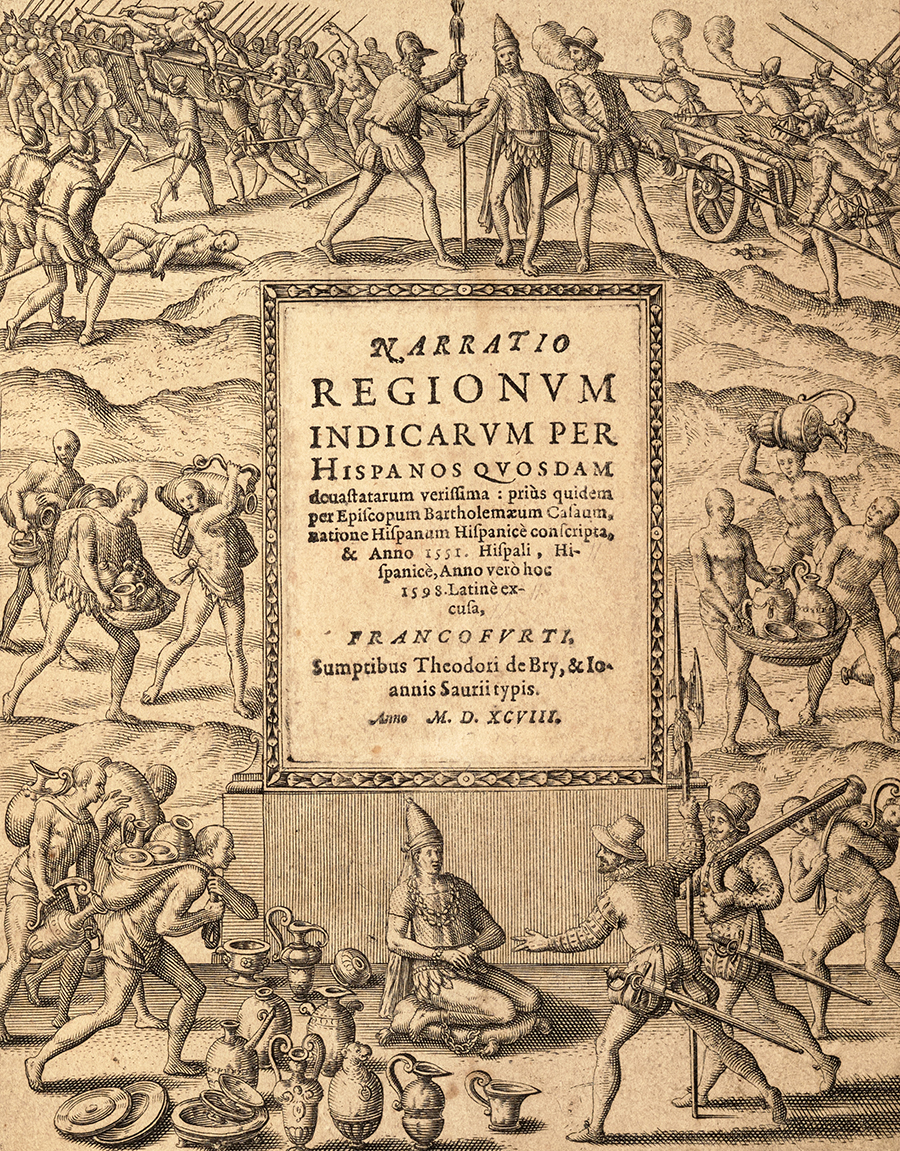 NARRATIO
REGIONVM
INDICARVM PER
HISPANOS QVOSDAM
deuaſtatarum veriſſima : priùs quidem
per Epiſcopum Bartholemæum Caſaum,
natione Hiſpanum Hiſpanicè conſcripta,
& Anno 1551. Hiſpali, Hi-
ſpanicè, Anno verò hoc
1598. Latinè ex-
cuſa,
FRANCOFVRTI,
Sumptibus Theodori de Bry, & Io-
annis Saurii typis.
Anno M. D. XCVIII.